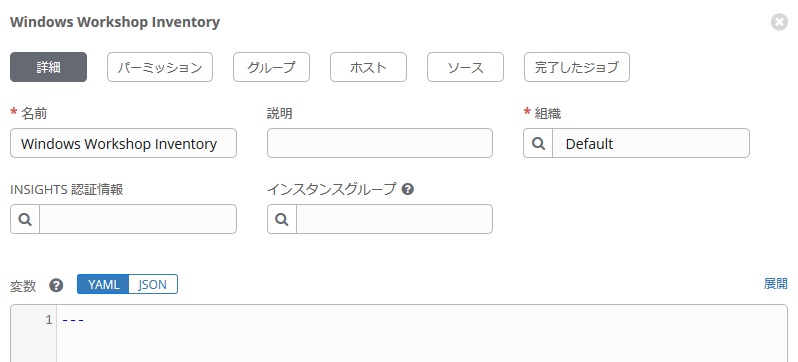 Windows Workshop Inventory
詳細 パーミッション グループ ホスト ソース 完了したジョブ
* 名前 説明 * 組織
Windows Workshop Inventory Default
INSIGHTS 認証情報 インスタンスグループ ?
変数 ? YAML JSON 展開
1 ---